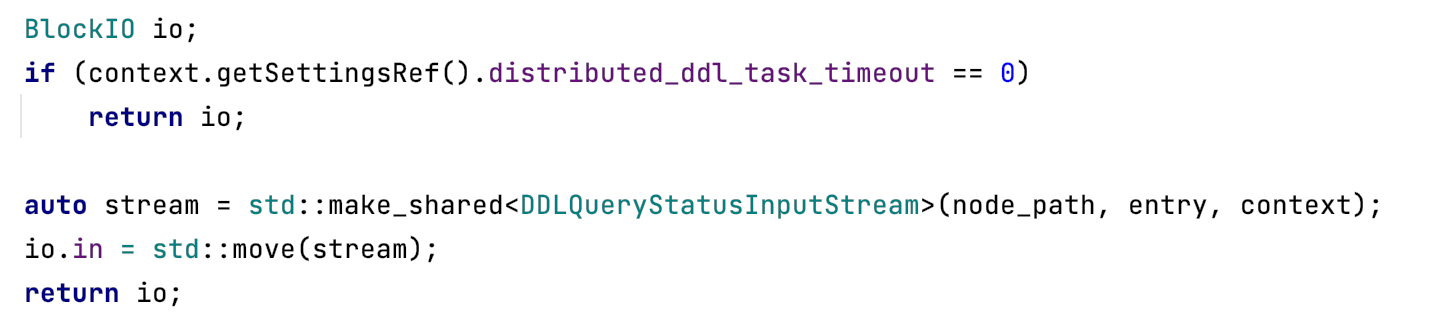 BlockIO io;
if (context.getSettingsRef().distributed_ddl_task_timeout == 0)
    return io;

auto stream = std::make_shared<DDLQueryStatusInputStream>(node_path, entry, context);
io.in = std::move(stream);
return io;